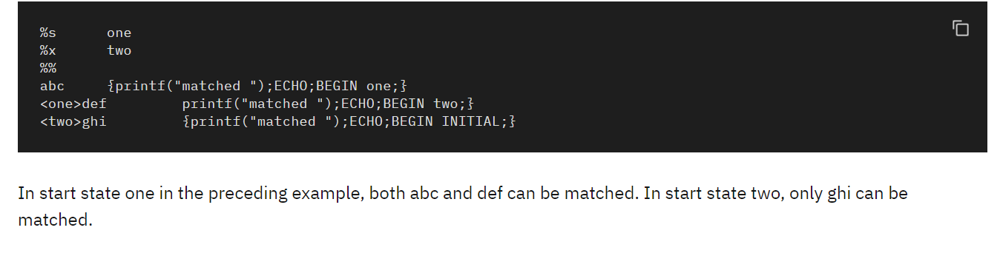 %s      one
%x      two
%%
abc     {printf("matched ");ECHO;BEGIN one;}
<one>def         printf("matched ");ECHO;BEGIN two;}
<two>ghi         {printf("matched ");ECHO;BEGIN INITIAL;}
In start state one in the preceding example, both abc and def can be matched. In start state two, only ghi can be
matched.